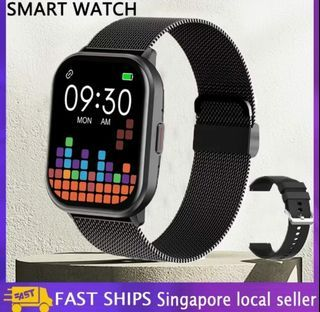 SMART WATCH
09:30
MON AM
FAST
FAST SHIPS Singapore local seller